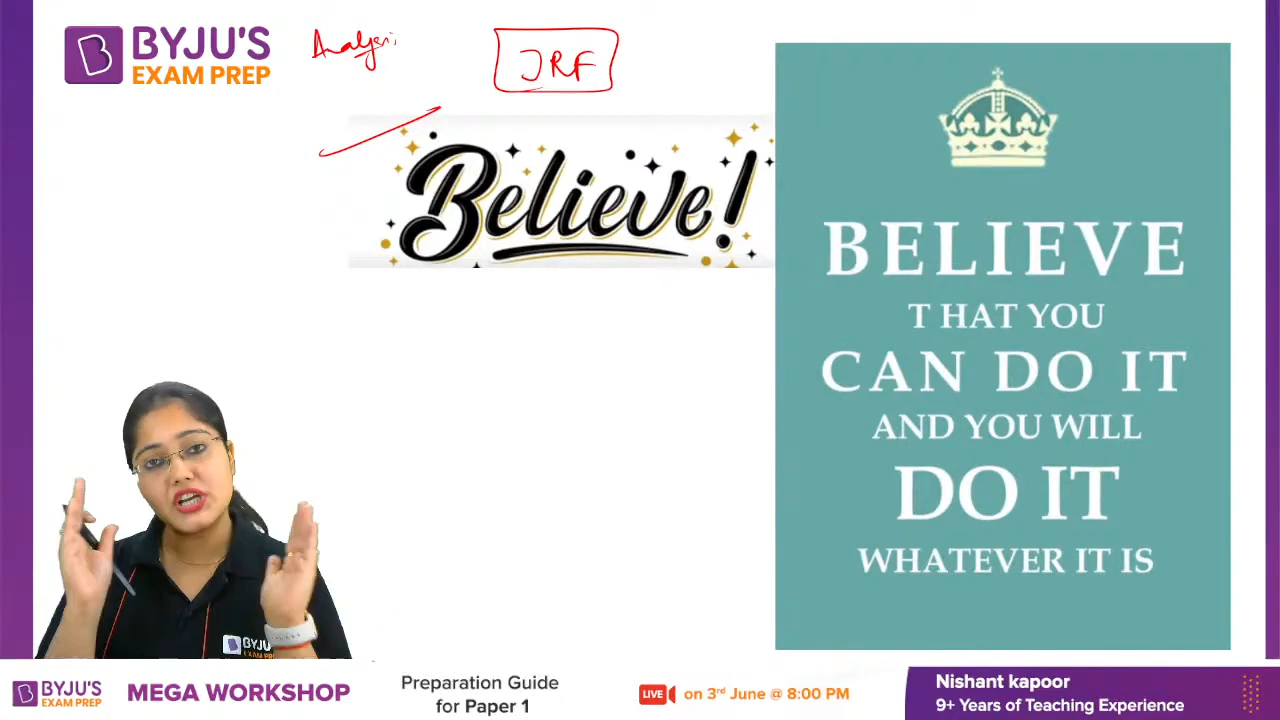 BYJU'S
EXAM PREP
JRF
Believe!
BELIEVE
T HAT YOU
CAN DO IT
AND YOU WILL
DO IT
WHATEVER IT IS
BYJU'S
EXAM PREP
MEGA WORKSHOP
Preparation Guide
for Paper 1
LIVE on 3rd June @ 8:00 PM
Nishant kapoor
9+ Years of Teaching Experience